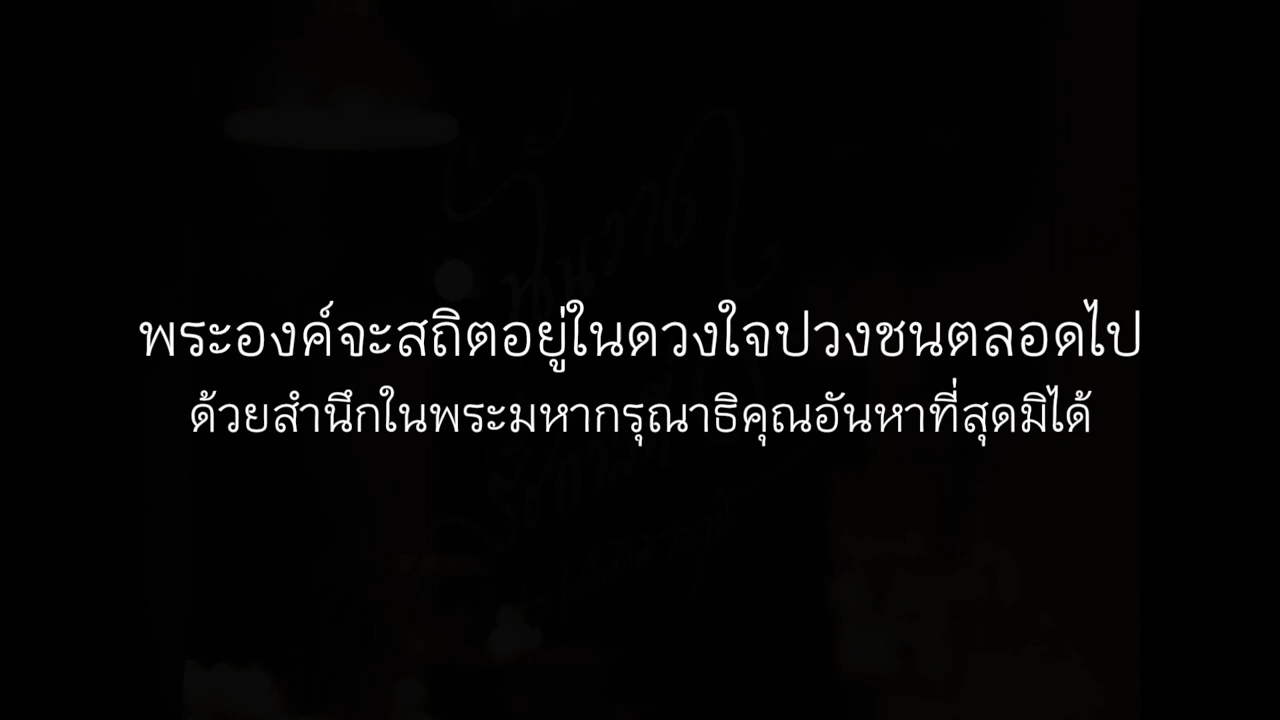 พระองค์จะสถิตอยู่ในดวงใจปวงชนตลอดไป
ด้วยสำนึกในพระมหากรุณาธิคุณอันหาที่สุดมิได้